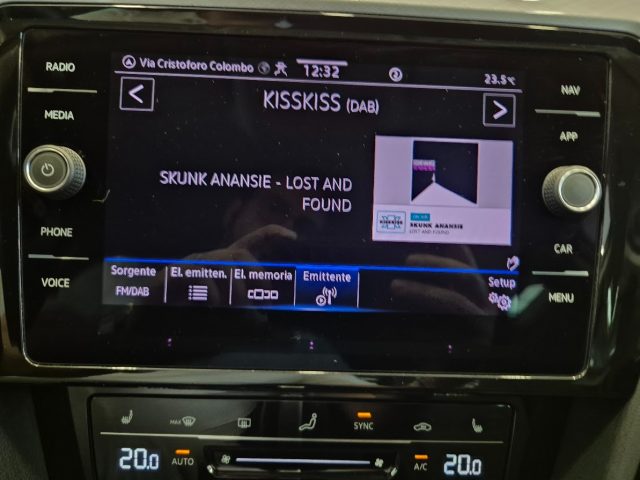 RADIO
MEDIA
PHONE
VOICE
Via Cristoforo Colombo
12:32
23.5°C
KISSKISS (DAB)
SKUNK ANANSIE - LOST AND
FOUND
SKUNK ANANSIE
LOST AND FOUND
Sorgente
FM/DAB
El. emitten.
El. memoria
Emittente
Setup
NAV
APP
CAR
MENU
MAX
SYNC
20.0
AUTO
A/C
20.0